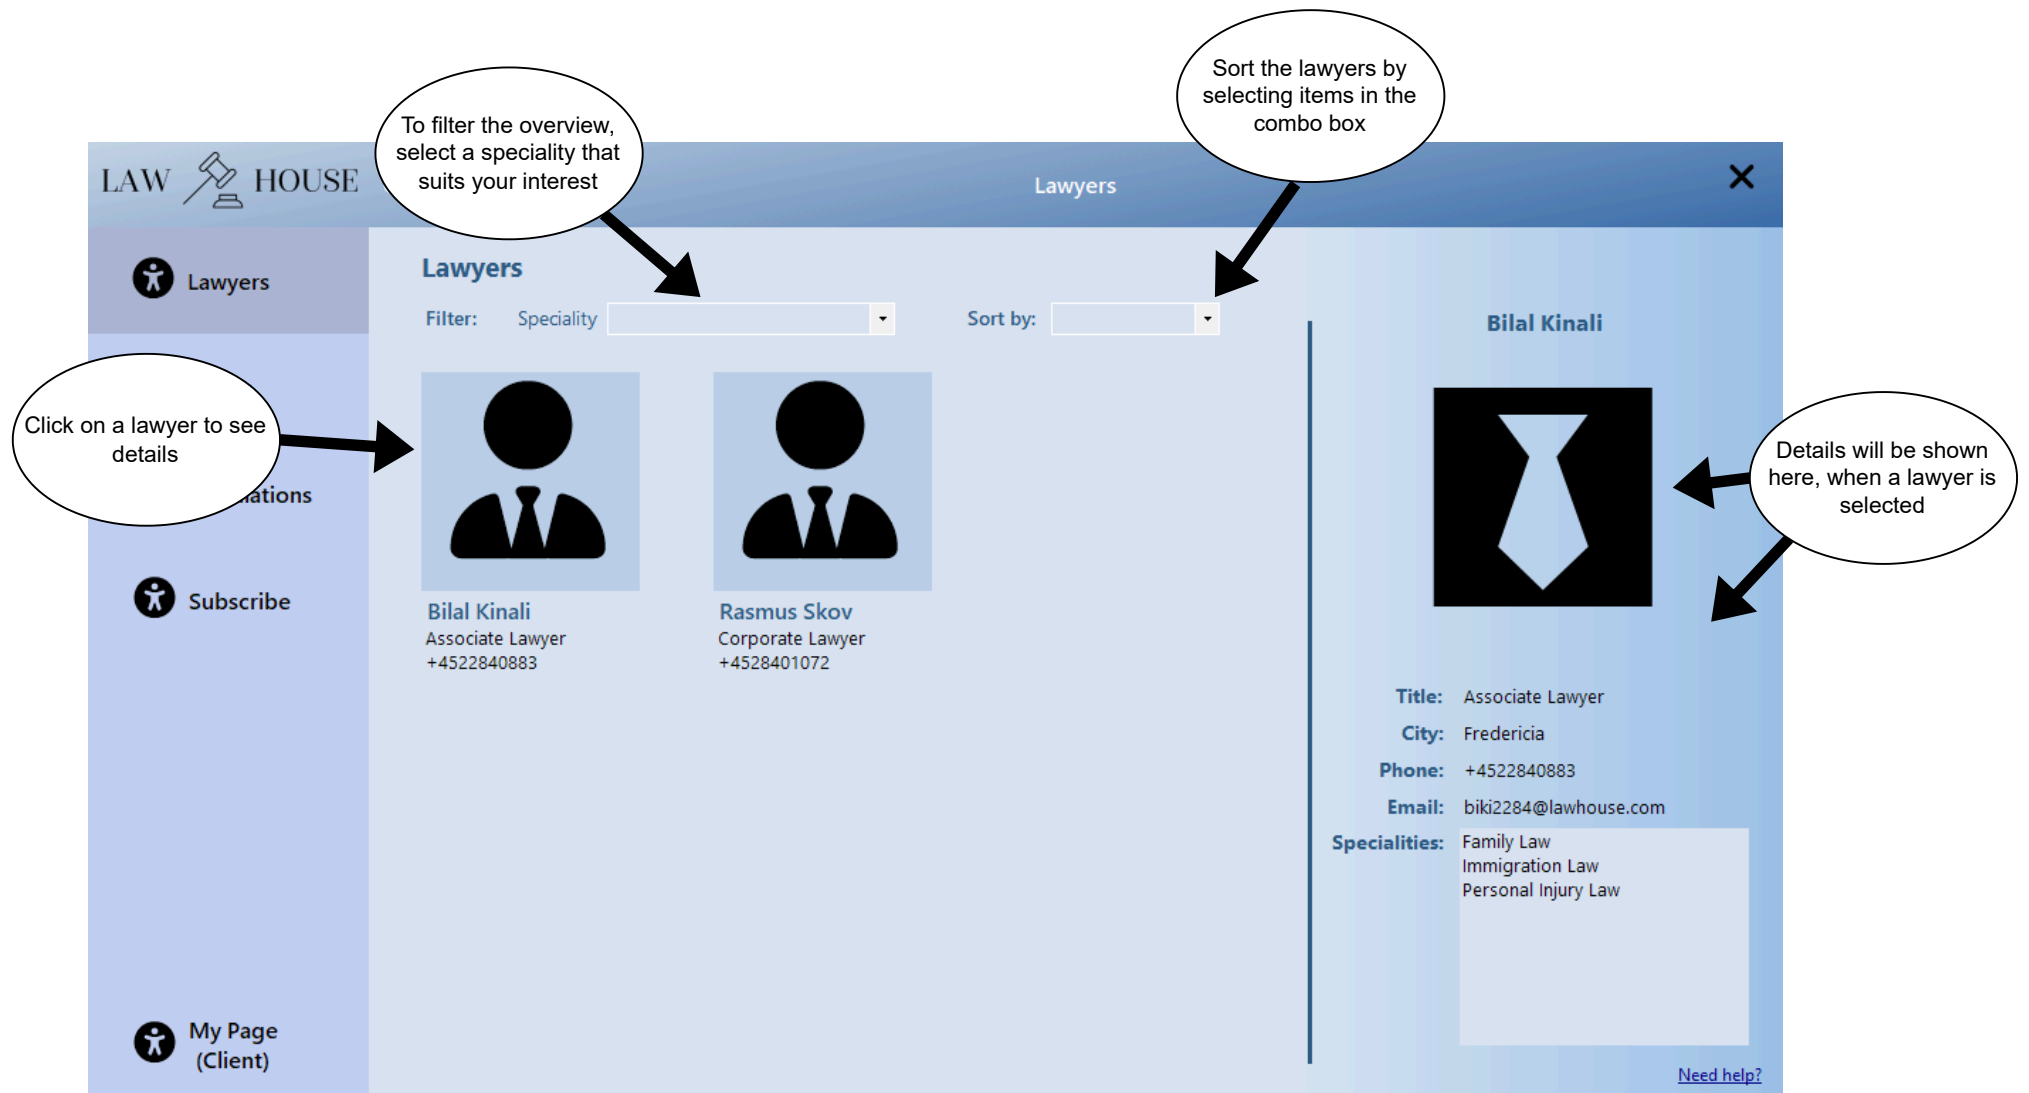 Sort the lawyers by
selecting items in the
combo box
To filter the overview,
select a speciality that
suits your interest
LAW HOUSE
Lawyers
Lawyers
Lawyers
Filter: Speciality
Sort by:
Click on a lawyer to see
details
Subscribe
My Page
(Client)
Bilal Kinali
Associate Lawyer
+4522840883
Rasmus Skov
Corporate Lawyer
+4528401072
Bilal Kinali
Details will be shown
here, when a lawyer is
selected
Title: Associate Lawyer
City: Fredericia
Phone: +4522840883
Email: biki2284@lawhouse.com
Specialities: Family Law
Immigration Law
Personal Injury Law
Need help?